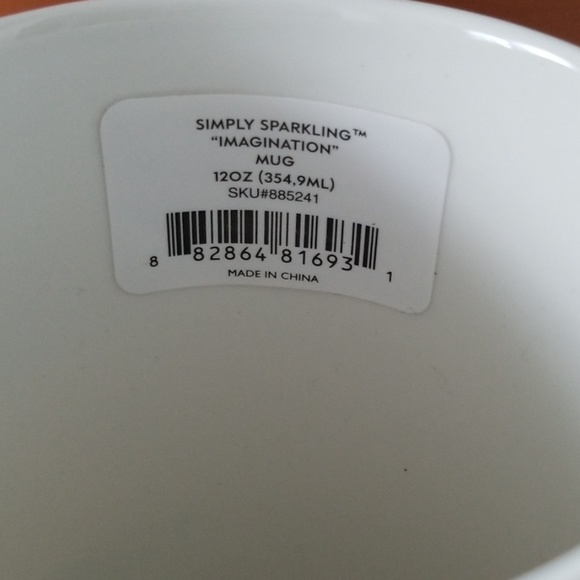 SIMPLY SPARKLING™
"IMAGINATION"
MUG
12OZ (354,9ML)
SKU#885241
8 82864 81693 1
MADE IN CHINA